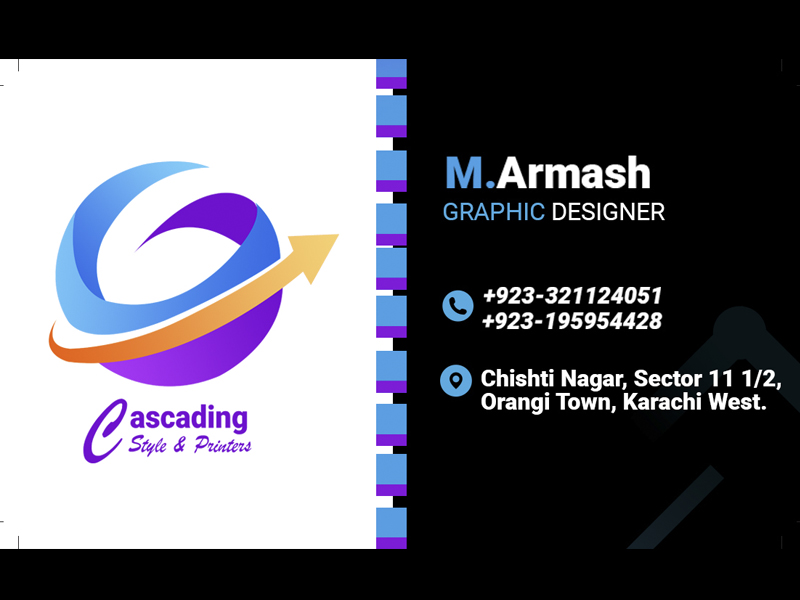 Cascading
Style & Printers
M.Armash
GRAPHIC DESIGNER
+923-321124051
+923-195954428
Chishti Nagar, Sector 11 1/2,
Orangi Town, Karachi West.